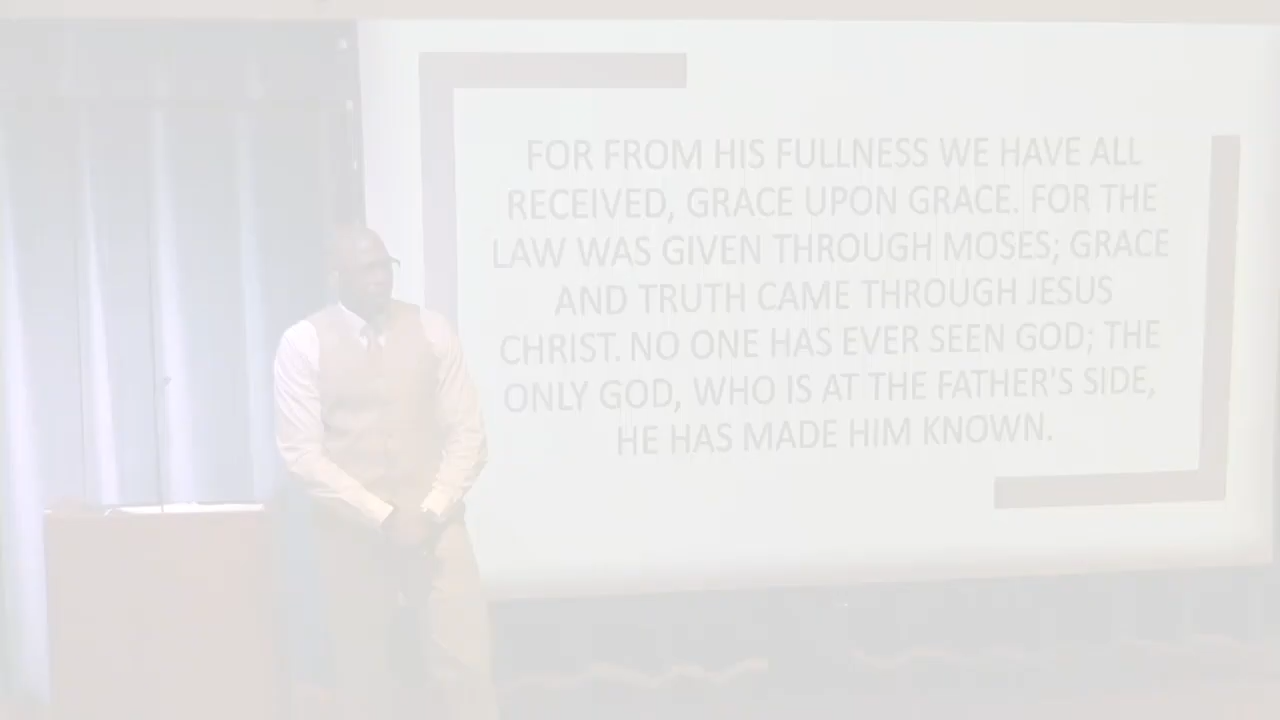 FOR FROM HIS FULLNESS WE HAVE ALL
RECEIVED, GRACE UPON GRACE. FOR THE
LAW WAS GIVEN THROUGH MOSES; GRACE
AND TRUTH CAME THROUGH JESUS
CHRIST. NO ONE HAS EVER SEEN GOD; THE
ONLY GOD, WHO IS AT THE FATHER'S SIDE,
HE HAS MADE HIM KNOWN.